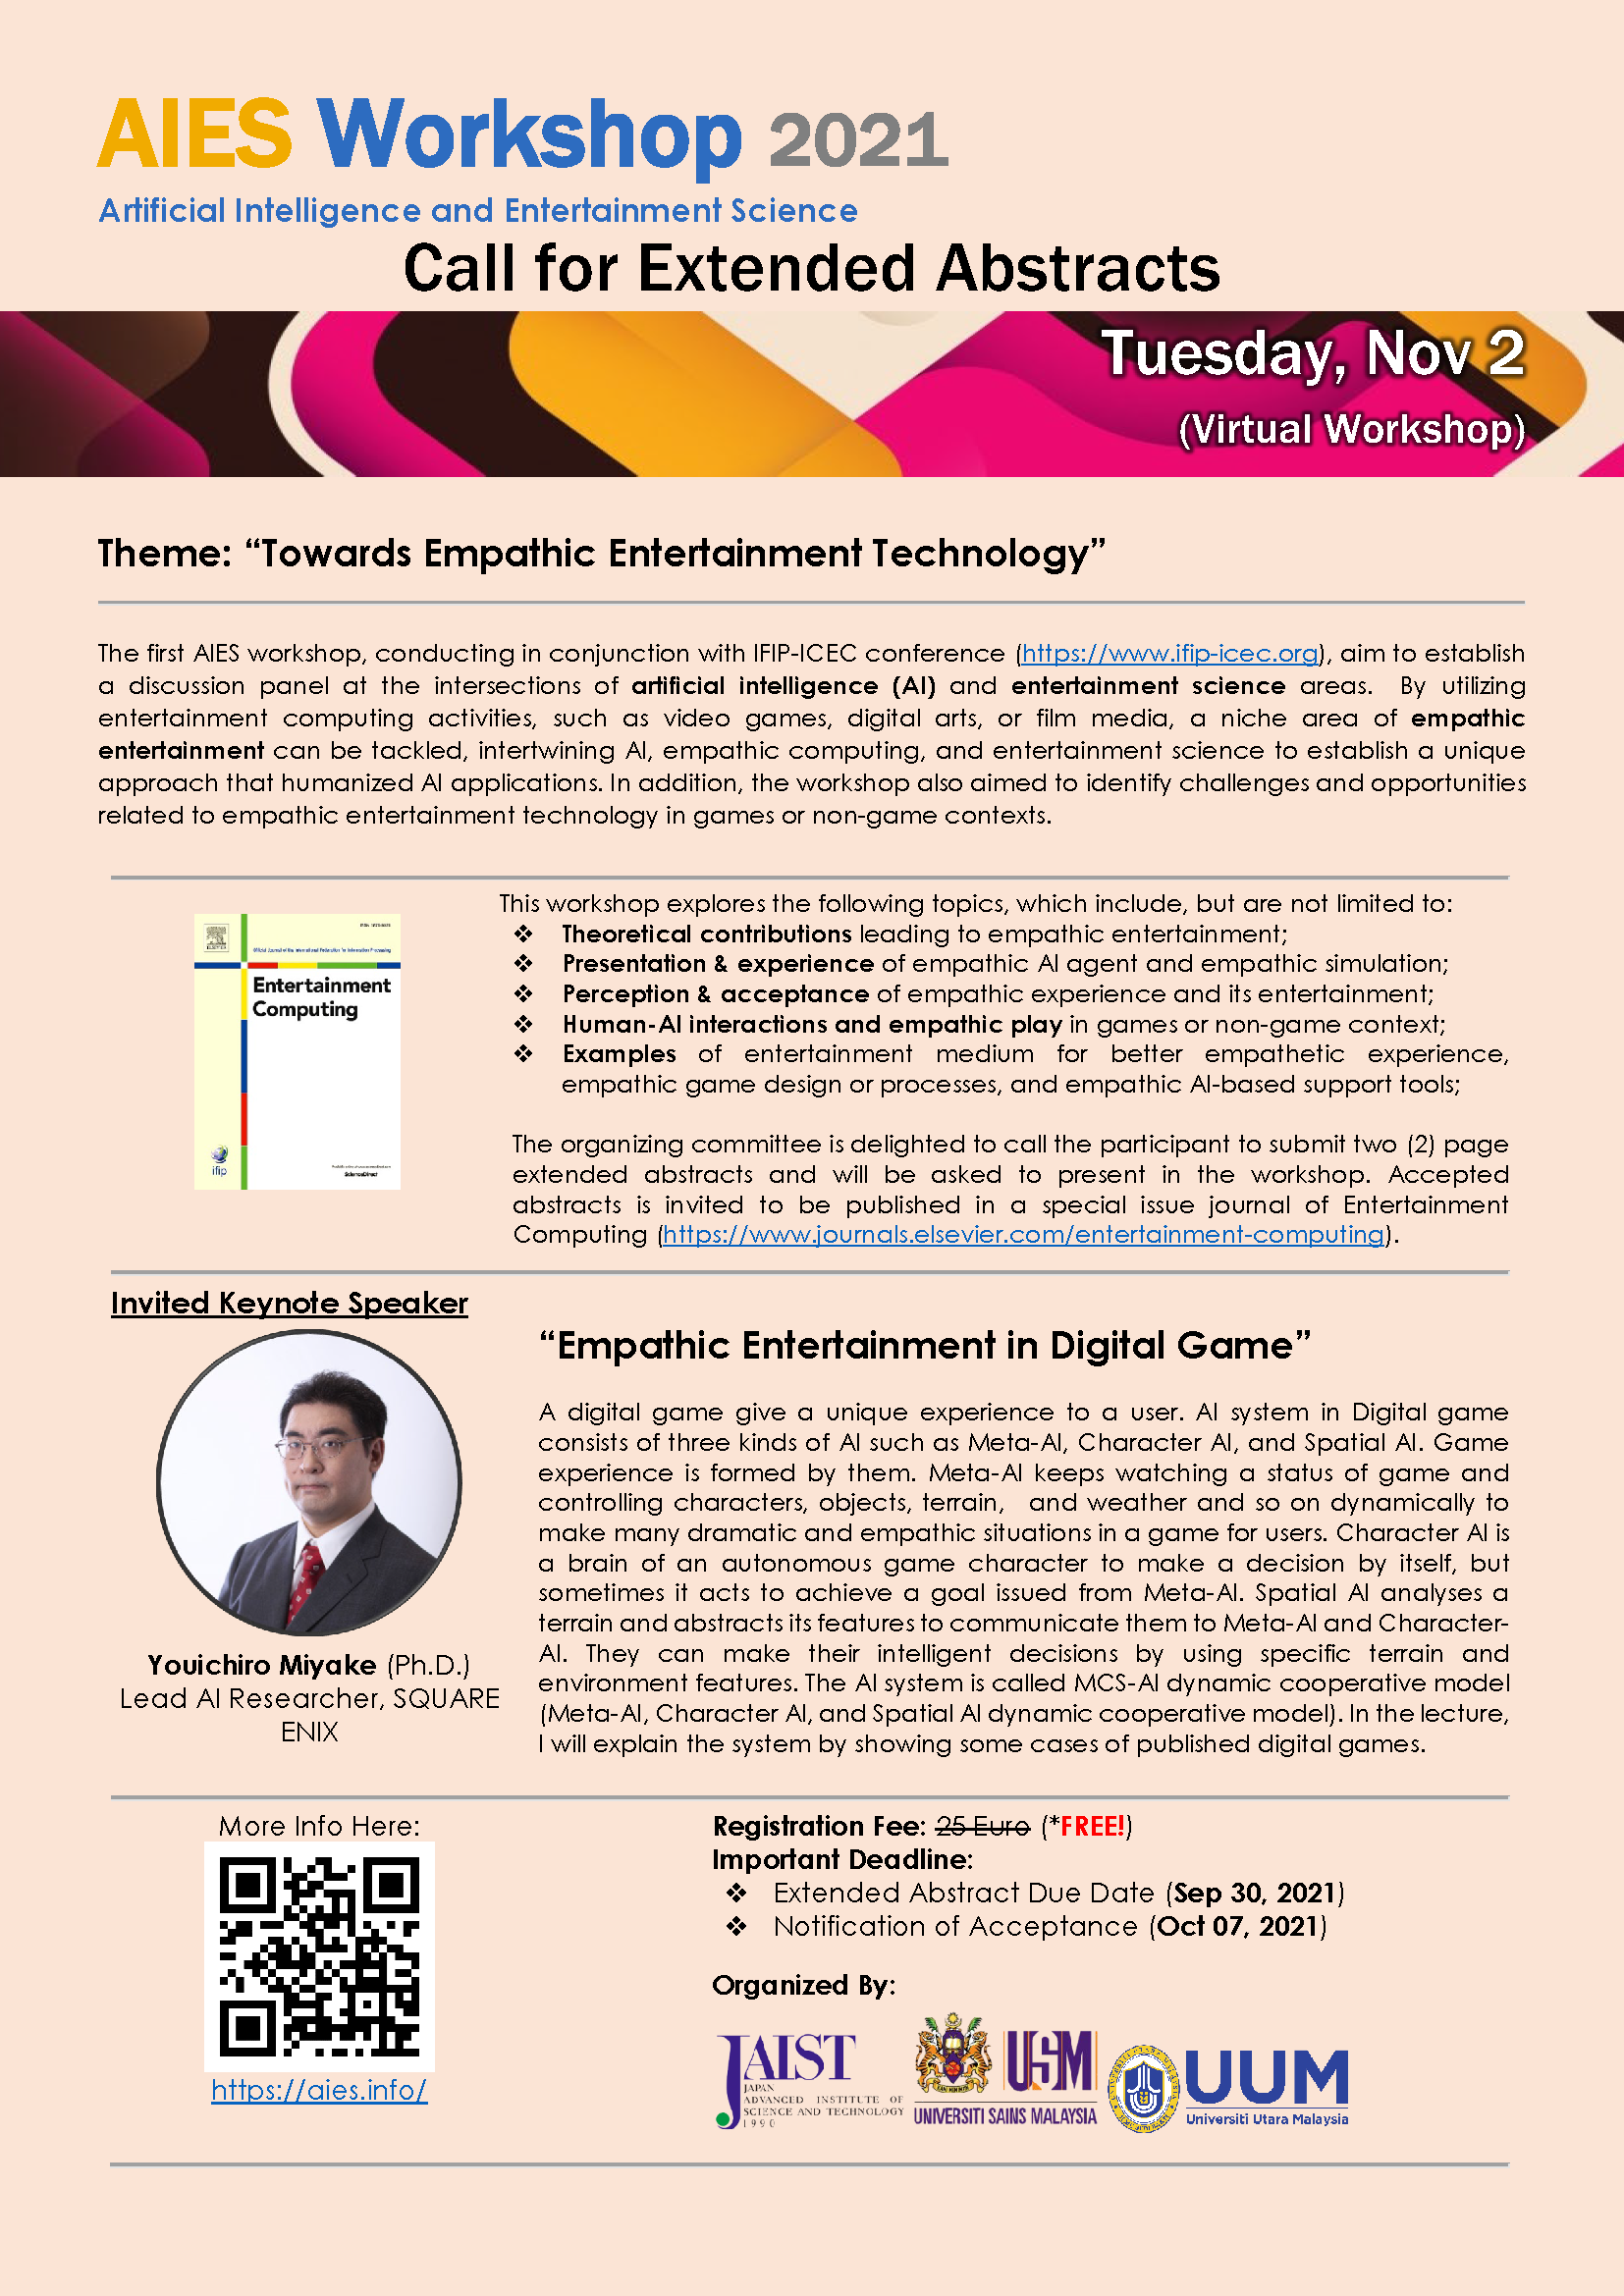 AIES Workshop 2021
Artificial Intelligence and Entertainment Science
Call for Extended Abstracts
Tuesday, Nov 2
(Virtual Workshop)
Theme: “Towards Empathic Entertainment Technology”
The first AIES workshop, conducting in conjunction with IFIP-ICEC conference (https://www.ifip-icec.org), aim to establish
a discussion panel at the intersections of artificial intelligence (AI) and entertainment science areas. By utilizing
entertainment computing activities, such as video games, digital arts, or film media, a niche area of empathic
entertainment can be tackled, intertwining AI, empathic computing, and entertainment science to establish a unique
approach that humanized AI applications. In addition, the workshop also aimed to identify challenges and opportunities
related to empathic entertainment technology in games or non-game contexts.
Official Journal of the International Federation for Information Processing
Entertainment
Computing
ifip
ScienceDirect
This workshop explores the following topics, which include, but are not limited to:
❖ Theoretical contributions leading to empathic entertainment;
❖ Presentation & experience of empathic AI agent and empathic simulation;
❖ Perception & acceptance of empathic experience and its entertainment;
❖ Human-AI interactions and empathic play in games or non-game context;
❖ Examples of entertainment medium for better empathetic experience,
empathic game design or processes, and empathic AI-based support tools;
The organizing committee is delighted to call the participant to submit two (2) page
extended abstracts and will be asked to present in the workshop. Accepted
abstracts is invited to be published in a special issue journal of Entertainment
Computing (https://www.journals.elsevier.com/entertainment-computing).
Invited Keynote Speaker
Youichiro Miyake (Ph.D.)
Lead AI Researcher, SQUARE
ENIX
“Empathic Entertainment in Digital Game”
A digital game give a unique experience to a user. AI system in Digital game
consists of three kinds of AI such as Meta-AI, Character AI, and Spatial AI. Game
experience is formed by them. Meta-AI keeps watching a status of game and
controlling characters, objects, terrain, and weather and so on dynamically to
make many dramatic and empathic situations in a game for users. Character AI is
a brain of an autonomous game character to make a decision by itself, but
sometimes it acts to achieve a goal issued from Meta-AI. Spatial AI analyses a
terrain and abstracts its features to communicate them to Meta-AI and Character-
AI. They can make their intelligent decisions by using specific terrain and
environment features. The AI system is called MCS-AI dynamic cooperative model
(Meta-AI, Character AI, and Spatial AI dynamic cooperative model). In the lecture,
I will explain the system by showing some cases of published digital games.
More Info Here:
https://aies.info/
Registration Fee: 25 Euro (*FREE!)
Important Deadline:
❖ Extended Abstract Due Date (Sep 30, 2021)
❖ Notification of Acceptance (Oct 07, 2021)
Organized By:
JAIST
JAPAN
ADVANCED INSTITUTE OF
SCIENCE AND TECHNOLOGY
1990
USM
UNIVERSITI SAINS MALAYSIA
UUM
Universiti Utara Malaysia